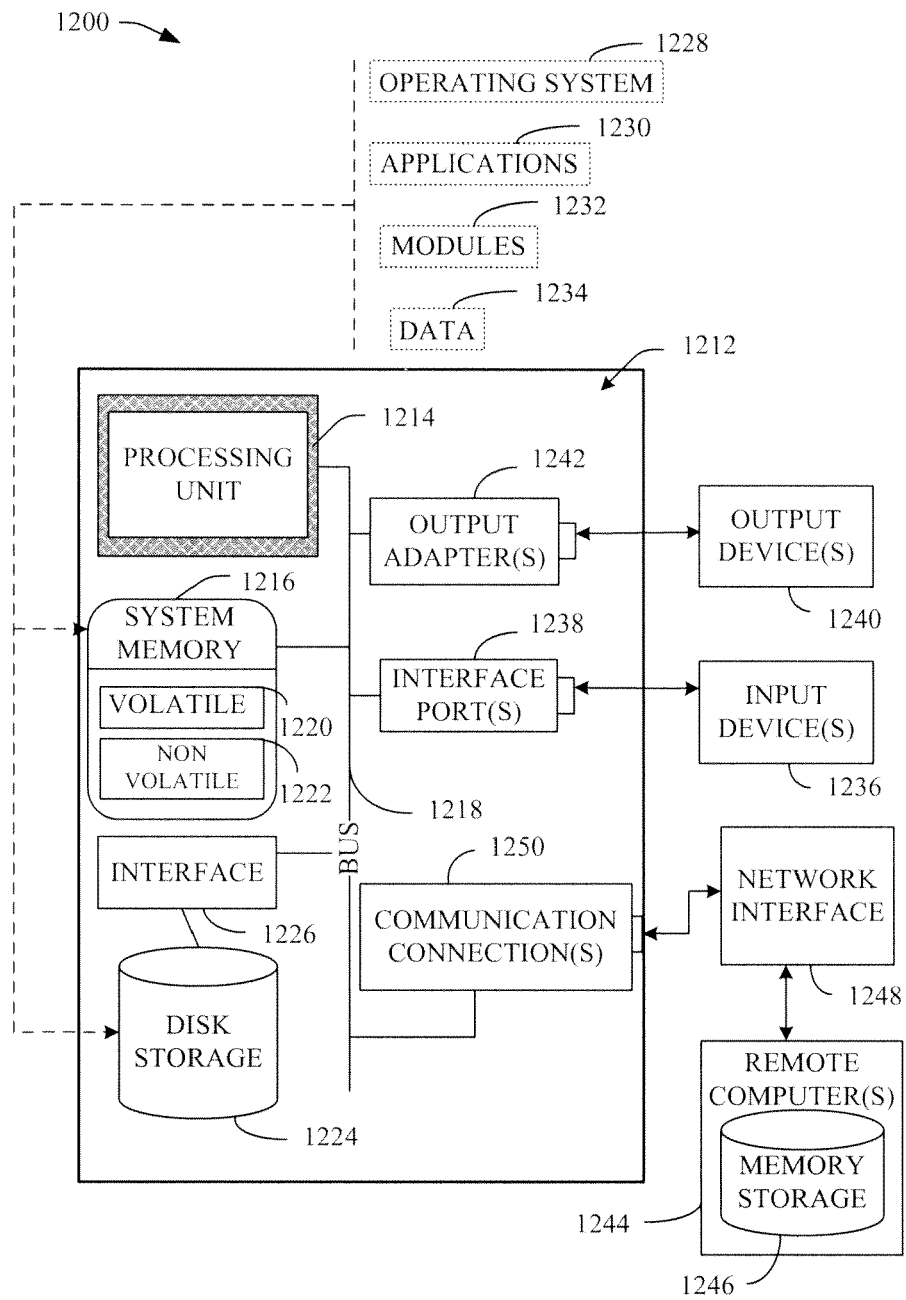 1200
1228
OPERATING SYSTEM
1230
APPLICATIONS
1232
MODULES
1234
DATA
1212
1214
PROCESSING
UNIT
1242
OUTPUT
ADAPTER(S)
OUTPUT
DEVICE(S)
1240
1216
SYSTEM
MEMORY
VOLATILE
1220
NON
VOLATILE
1222
1238
INTERFACE
PORT(S)
INPUT
DEVICE(S)
1236
1218
BUS
INTERFACE
1226
1250
COMMUNICATION
CONNECTION(S)
NETWORK
INTERFACE
1248
DISK
STORAGE
1224
REMOTE
COMPUTER(S)
MEMORY
STORAGE
1244
1246